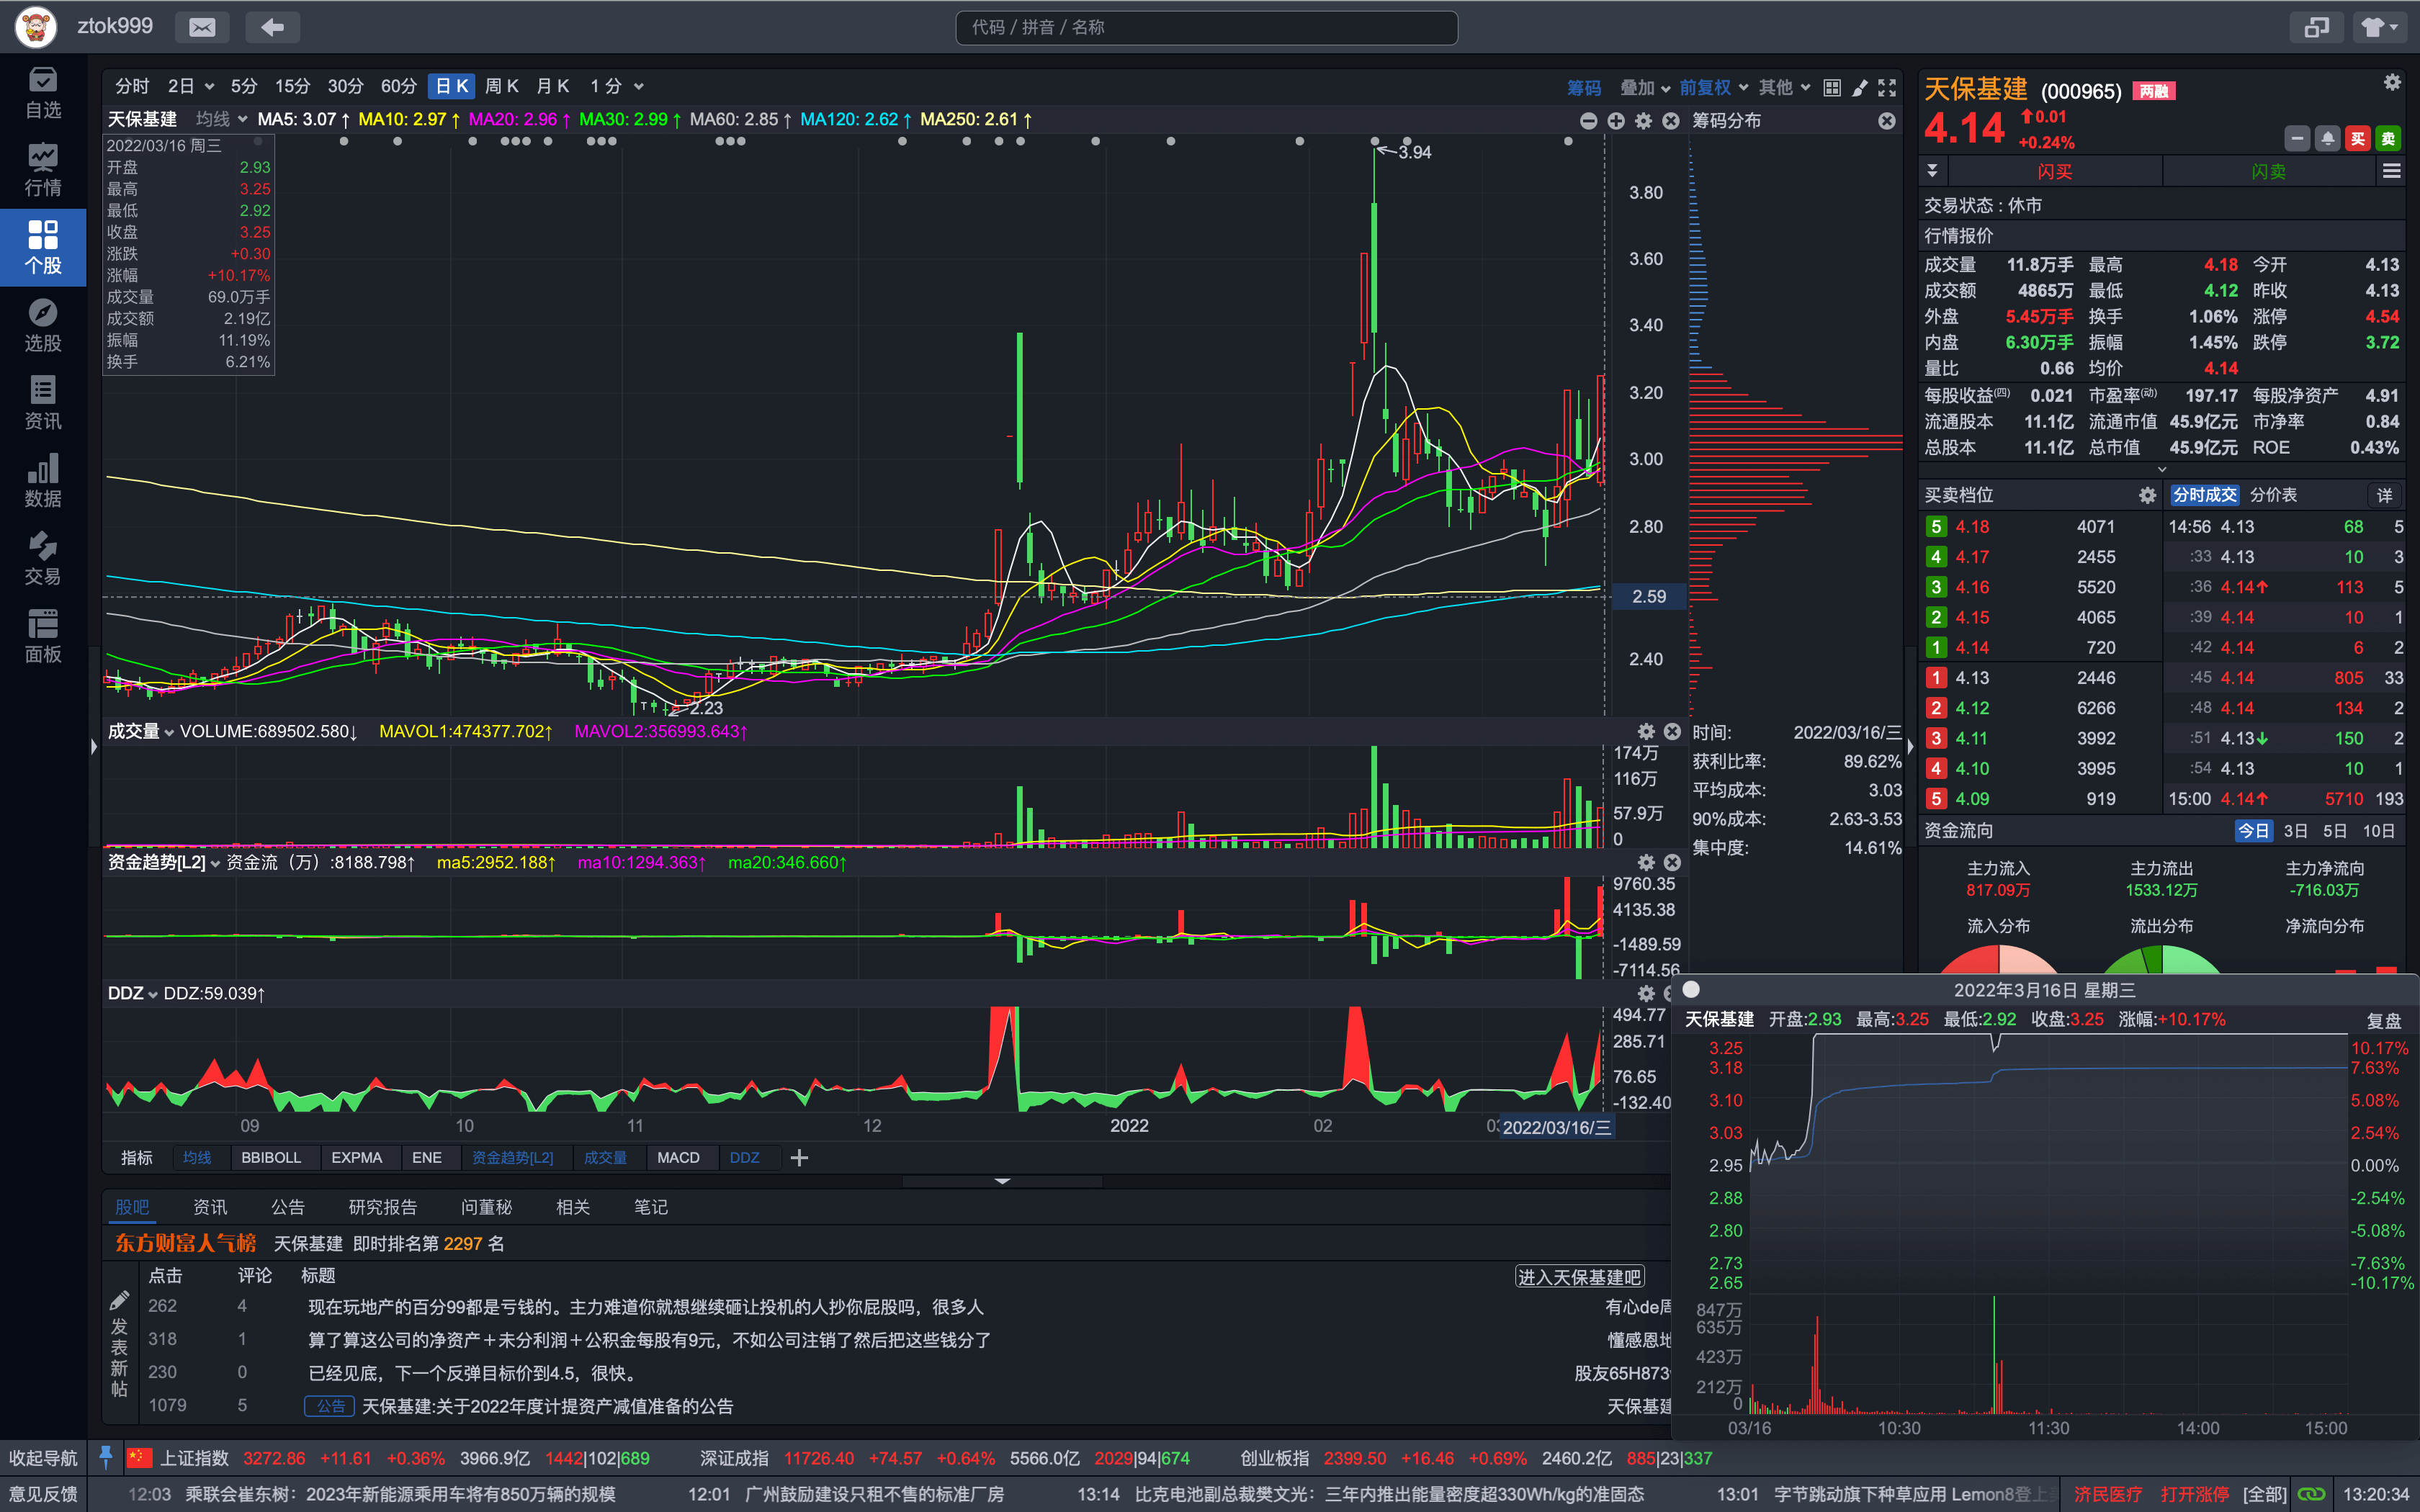 ztok999
代码 / 拼音 / 名称
自选
行情
个股
选股
资讯
数据
交易
面板
分时 2日 5分 15分 30分 60分 日K 周K 月K 1分 筹码 叠加 前复权 其他
天保基建 均线 MA5: 3.07↑ MA10: 2.97↑ MA20: 2.96↑ MA30: 2.99↑ MA60: 2.85↑ MA120: 2.62↑ MA250: 2.61↑
筹码分布
2022/03/16 周三
开盘 2.93
最高 3.25
最低 2.92
收盘 3.25
涨跌 +0.30
涨幅 +10.17%
成交量 69.0万手
成交额 2.19亿
振幅 11.19%
换手 6.21%
3.94
2.23
3.80
3.60
3.40
3.20
3.00
2.80
2.59
2.40
成交量 VOLUME:689502.580↓ MAVOL1:474377.702↑ MAVOL2:356993.643↑
174万
116万
57.9万
0
资金趋势[L2] 资金流（万）:8188.798↑ ma5:2952.188↑ ma10:1294.363↑ ma20:346.660↑
9760.35
4135.38
-1489.59
-7114.56
DDZ DDZ:59.039↑
494.77
285.71
76.65
-132.40
09 10 11 12 2022 02 2022/03/16/三
时间: 2022/03/16/三
获利比率: 89.62%
平均成本: 3.03
90%成本: 2.63-3.53
集中度: 14.61%
指标 均线 BBIBOLL EXPMA ENE 资金趋势[L2] 成交量 MACD DDZ
股吧 资讯 公告 研究报告 问董秘 相关 笔记
东方财富人气榜 天保基建 即时排名第 2297 名
点击 评论 标题 进入天保基建吧
发表新帖
262 4 现在玩地产的百分99都是亏钱的。主力难道你就想继续砸让投机的人抄你屁股吗，很多人 有心de
318 1 算了算这公司的净资产＋未分利润＋公积金每股有9元，不如公司注销了然后把这些钱分了 懂感恩
230 0 已经见底，下一个反弹目标价到4.5，很快。 股友65H873
1079 5 公告 天保基建:关于2022年度计提资产减值准备的公告 天保基建
天保基建 (000965) 两融
4.14 0.01
+0.24%
买 卖
闪买 闪卖
交易状态 : 休市
行情报价
成交量 11.8万手 最高 4.18 今开 4.13
成交额 4865万 最低 4.12 昨收 4.13
外盘 5.45万手 换手 1.06% 涨停 4.54
内盘 6.30万手 振幅 1.45% 跌停 3.72
量比 0.66 均价 4.14
每股收益(四) 0.021 市盈率(动) 197.17 每股净资产 4.91
流通股本 11.1亿 流通市值 45.9亿元 市净率 0.84
总股本 11.1亿 总市值 45.9亿元 ROE 0.43%
买卖档位 分时成交 分价表 详
5 4.18 4071 14:56 4.13 68 5
4 4.17 2455 :33 4.13 10 3
3 4.16 5520 :36 4.14↑ 113 5
2 4.15 4065 :39 4.14 10 1
1 4.14 720 :42 4.14 6 2
1 4.13 2446 :45 4.14 805 33
2 4.12 6266 :48 4.14 134 2
3 4.11 3992 :51 4.13↓ 150 2
4 4.10 3995 :54 4.13 10 1
5 4.09 919 15:00 4.14↑ 5710 193
资金流向 今日 3日 5日 10日
主力流入 主力流出 主力净流向
817.09万 1533.12万 -716.03万
流入分布 流出分布 净流向分布
2022年3月16日 星期三
天保基建 开盘:2.93 最高:3.25 最低:2.92 收盘:3.25 涨幅:+10.17% 复盘
3.25 10.17%
3.18 7.63%
3.10 5.08%
3.03 2.54%
2.95 0.00%
2.88 -2.54%
2.80 -5.08%
2.73 -7.63%
2.65 -10.17%
847万
635万
423万
212万
0
03/16 10:30 11:30 14:00 15:00
收起导航 上证指数 3272.86 +11.61 +0.36% 3966.9亿 1442|102|689 深证成指 11726.40 +74.57 +0.64% 5566.0亿 2029|94|674 创业板指 2399.50 +16.46 +0.69% 2460.2亿 885|23|337
意见反馈 12:03 乘联会崔东树：2023年新能源乘用车将有850万辆的规模 12:01 广州鼓励建设只租不售的标准厂房 13:14 比克电池副总裁樊文光：三年内推出能量密度超330Wh/kg的准固态 13:01 字节跳动旗下种草应用 Lemon8登上 济民医疗 打开涨停 [全部] 13:20:34